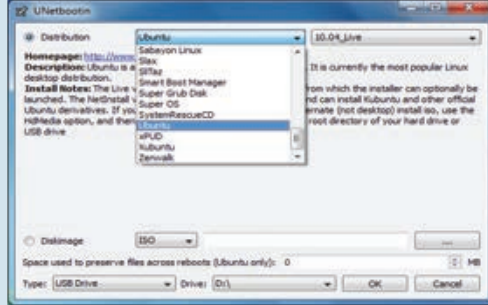 UNetbootin
Distribution Ubuntu 10.04_Live
Sabayon Linux
Slax
SliTaz
Smart Boot Manager
Super Grub Disk
Super OS
SystemRescueCD
Ubuntu
xPUD
Xubuntu
Zenwalk
Homepage: http://www.
Description: Ubuntu is a It is currently the most popular Linux
desktop distribution.
Install Notes: The Live v from which the installer can optionally be
launched. The NetInstall v nd can install Kubuntu and other official
Ubuntu derivatives. If you ernate (not desktop) install iso, use the
HdMedia option, and then root directory of your hard drive or
USB drive
Diskimage ISO ...
Space used to preserve files across reboots (Ubuntu only): 0 MB
Type: USB Drive Drive: D:\ OK Cancel